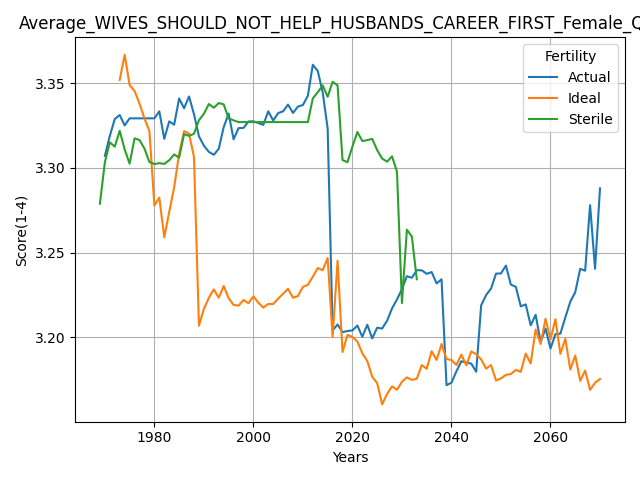 Average_WIVES_SHOULD_NOT_HELP_HUSBANDS_CAREER_FIRST_Female_Q
Fertility
Actual
Ideal
Sterile
Score(1-4)
3.35
3.30
3.25
3.20
1980 2000 2020 2040 2060
Years